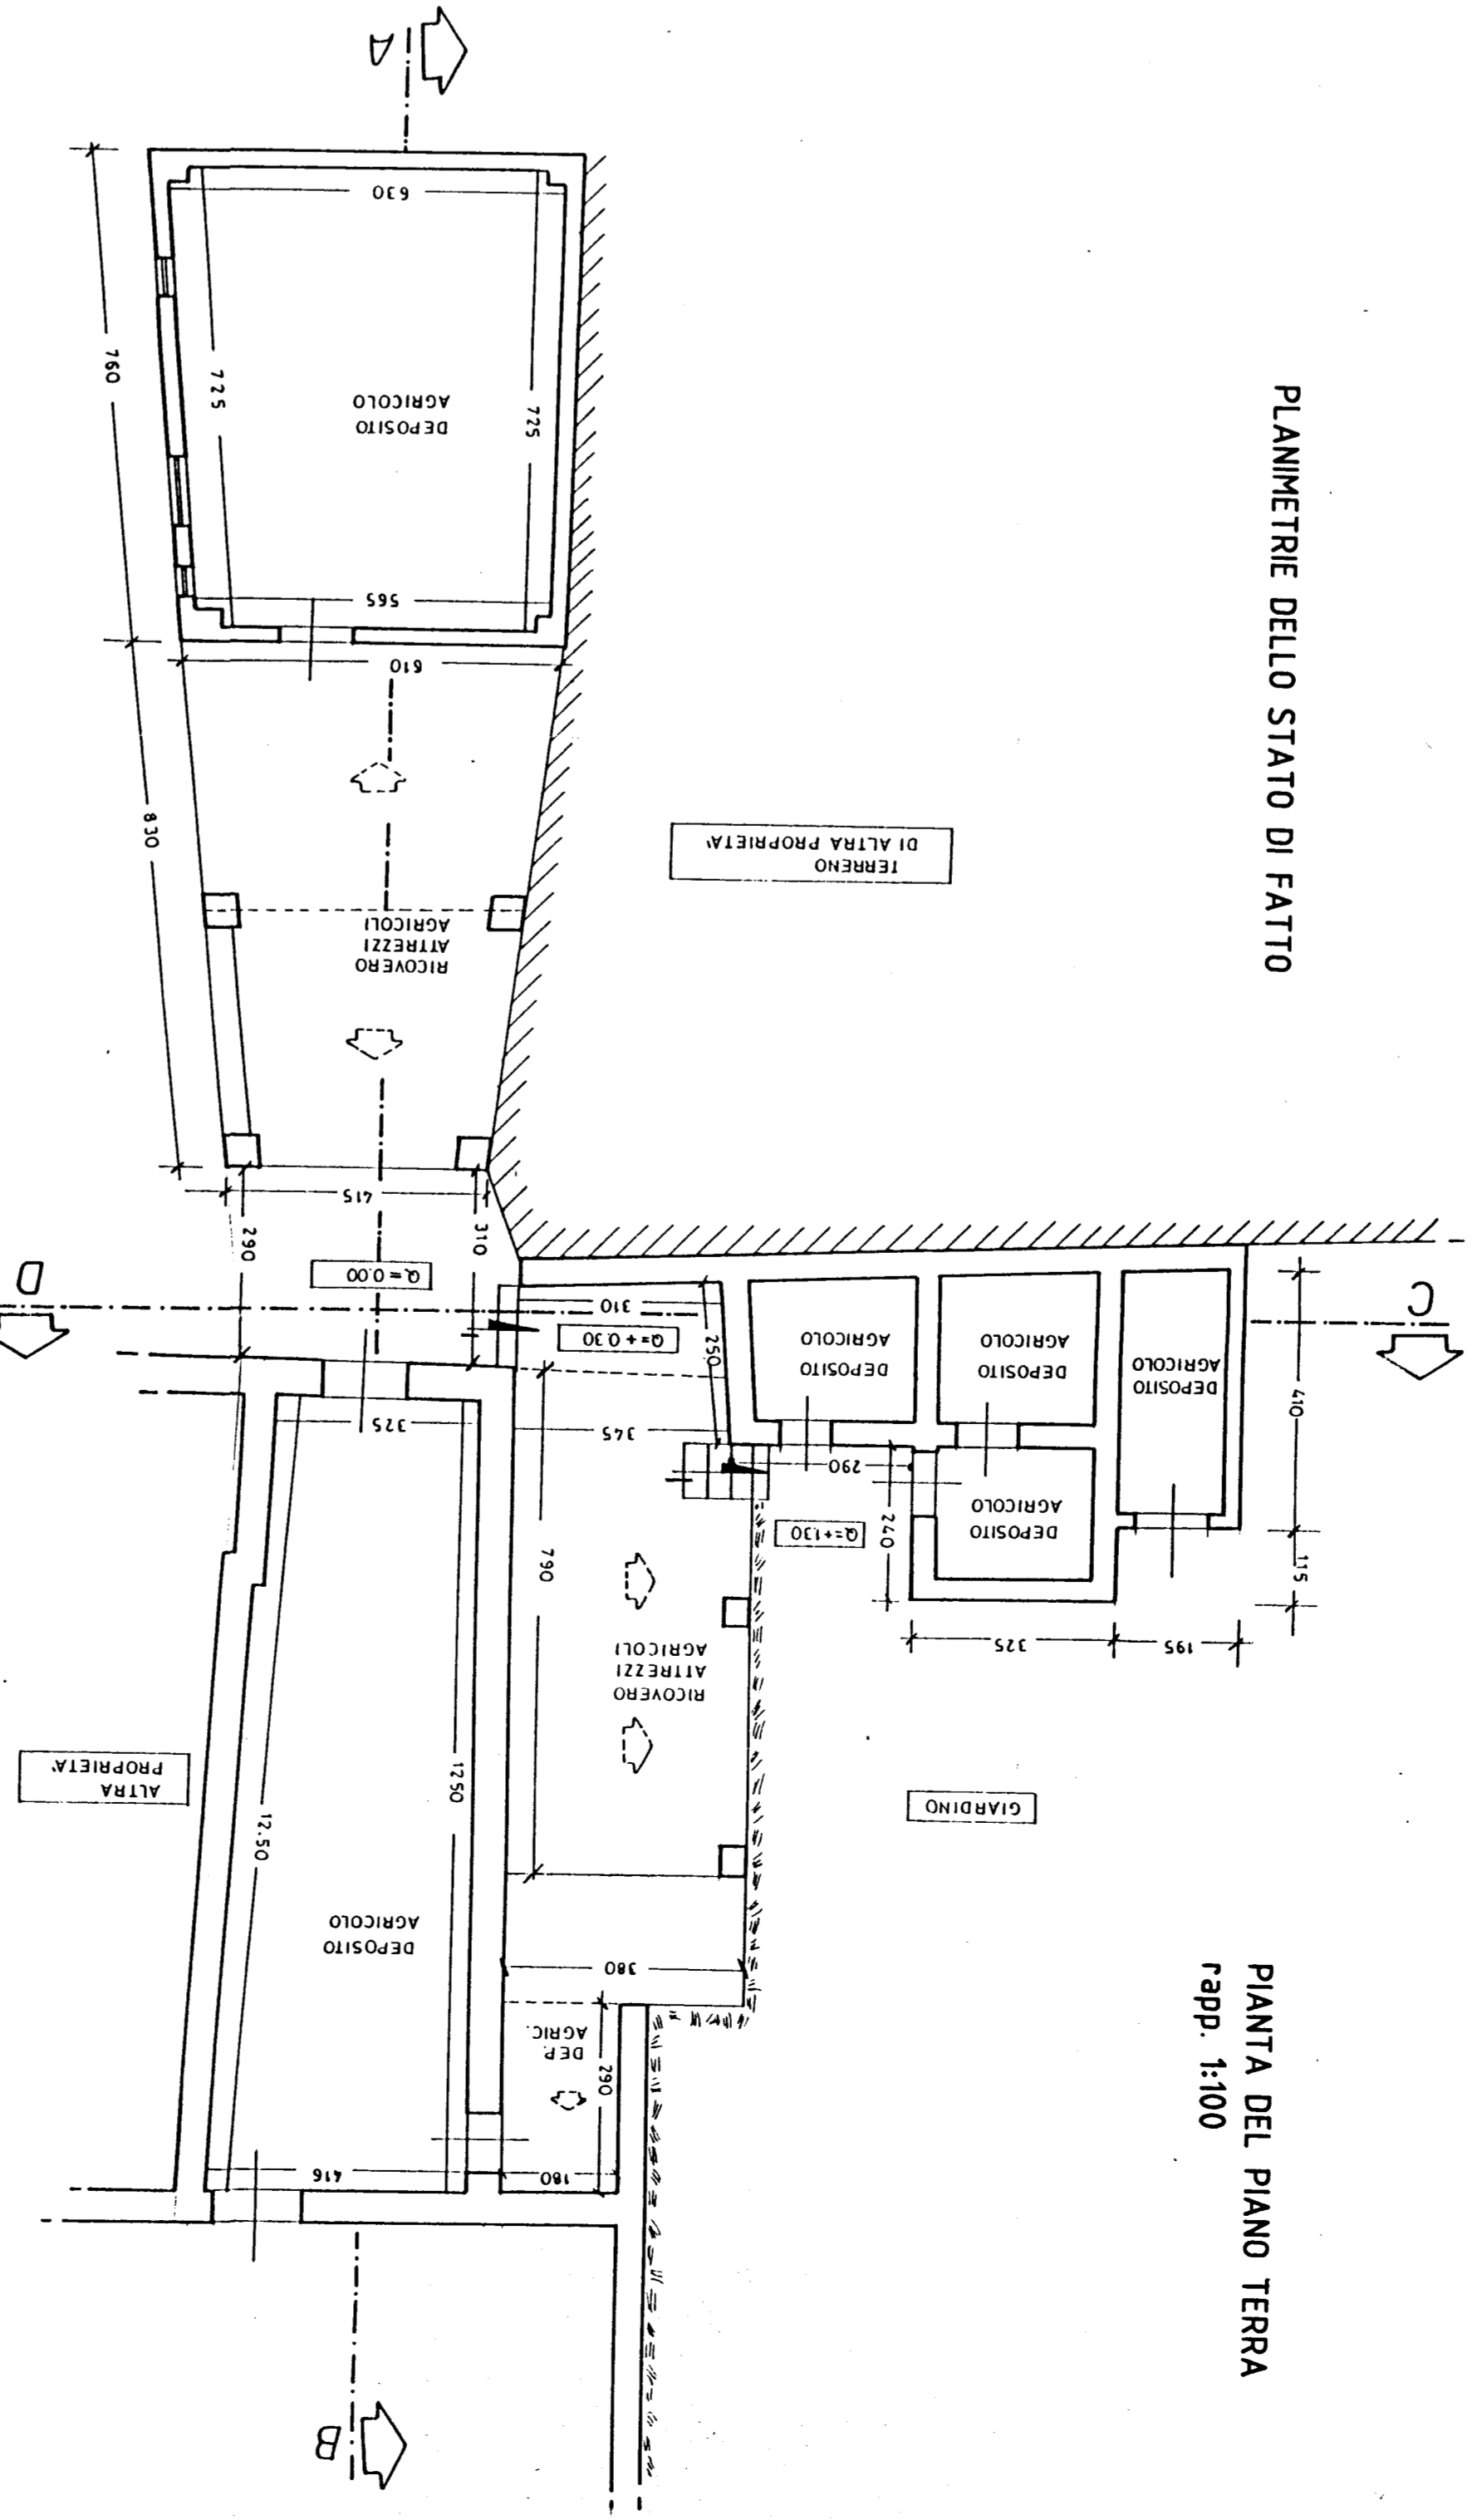 PLANIMETRIE DELLO STATO DI FATTO
PIANTA DEL PIANO TERRA
rapp. 1:100
A
630
760
725
725
DEPOSITO
AGRICOLO
565
610
830
TERRENO
DI ALTRA PROPRIETA'
RICOVERO
ATTREZZI
AGRICOLI
415
290
310
Q=0.00
D
C
310
Q=+0.30
250
DEPOSITO
AGRICOLO
DEPOSITO
AGRICOLO
DEPOSITO
AGRICOLO
410
325
345
290
DEPOSITO
AGRICOLO
Q=+1.30
240
115
790
325
195
RICOVERO
ATTREZZI
AGRICOLI
ALTRA
PROPRIETA'
1250
12.50
GIARDINO
DEPOSITO
AGRICOLO
380
DEP.
AGRIC.
290
416
180
B